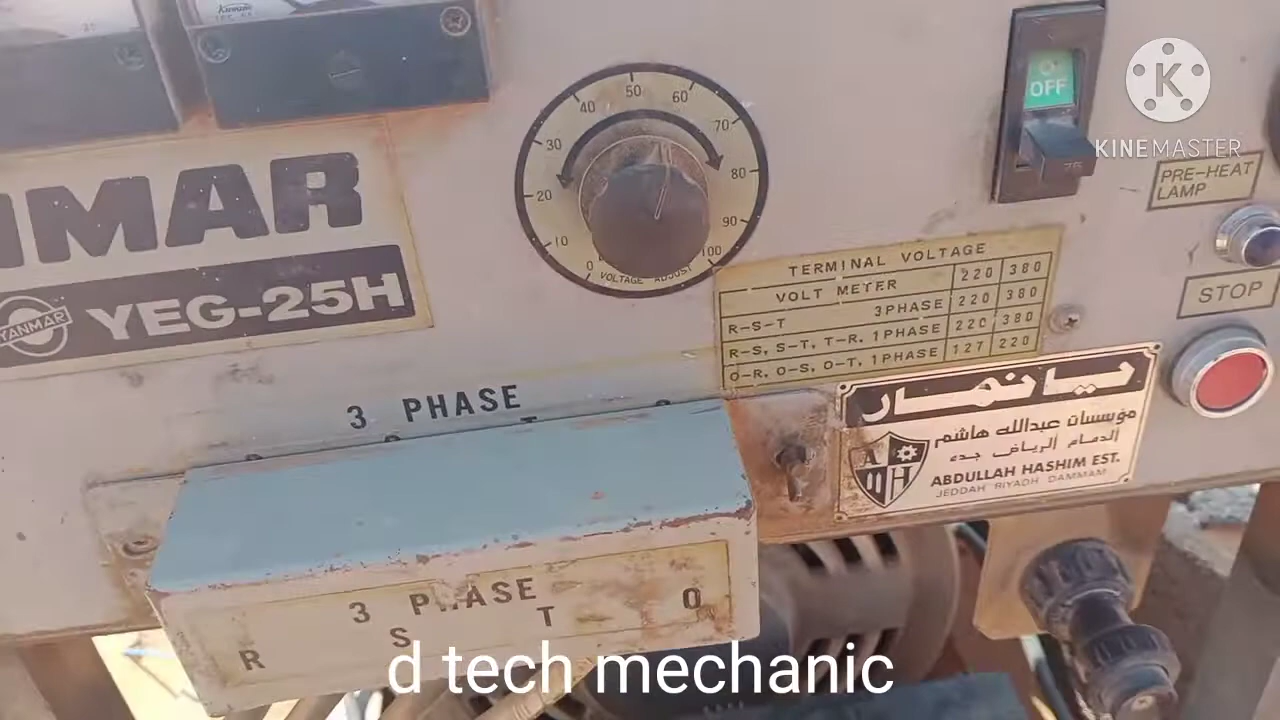 Kuwano
OFF
75
K
KINEMASTER
PRE-HEAT
LAMP
STOP
0 10 20 30 40 50 60 70 80 90 100
VOLTAGE ADJUST
YANMAR
YEG-25H
TERMINAL VOLTAGE
VOLT METER 220 380
R-S-T 3PHASE 220 380
R-S, S-T, T-R, 1PHASE 220 380
O-R, O-S, O-T, 1PHASE 127 220
يانمار
مؤسسات عبدالله هاشم
الدمام الرياض جده
A H
ABDULLAH HASHIM EST.
JEDDAH RIYADH DAMMAM
3 PHASE
3 PHASE
R S T O
d tech mechanic